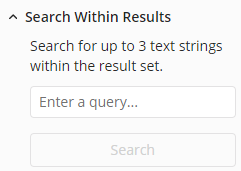 Search Within Results
Search for up to 3 text strings
within the result set.
Enter a query...
Search